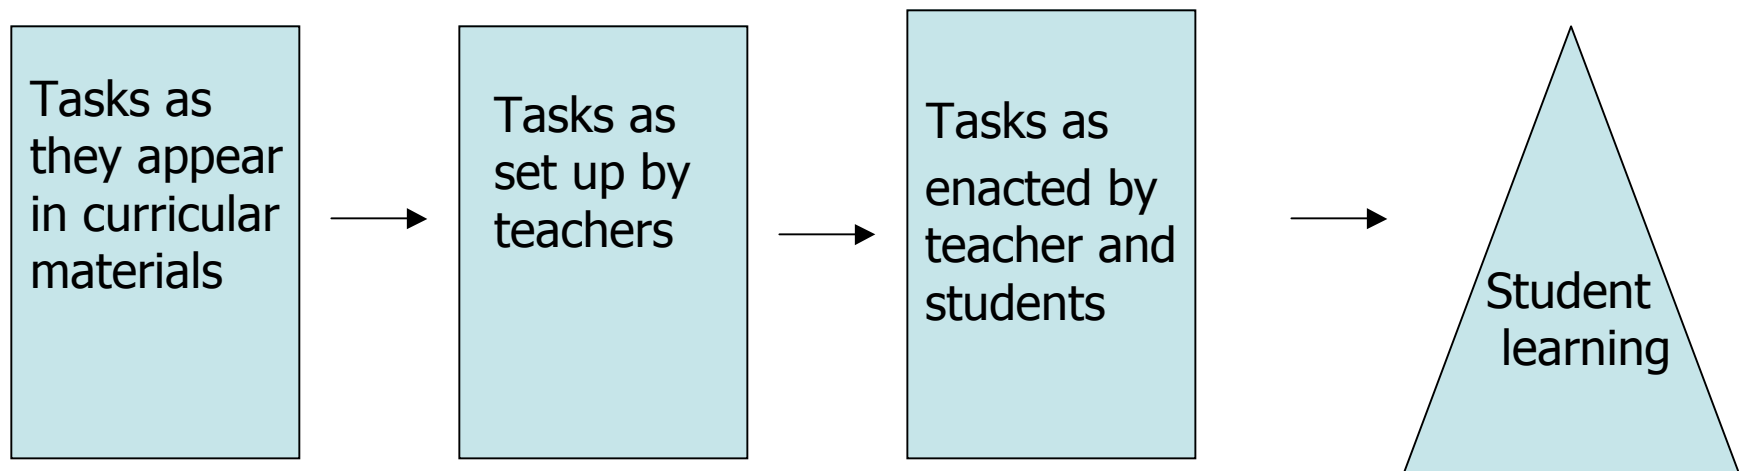 Tasks as
they appear
in curricular
materials
Tasks as
set up by
teachers
Tasks as
enacted by
teacher and
students
Student
learning